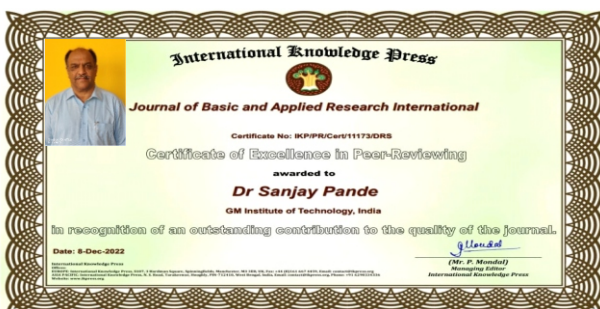 International Knowledge Press
Journal of Basic and Applied Research International
Certificate No: IKP/PR/Cert/11173/DRS
Certificate of Excellence in Peer-Reviewing
awarded to
Dr Sanjay Pande
GM Institute of Technology, India
in recognition of an outstanding contribution to the quality of the journal.
Date: 8-Dec-2022
(Mr. P. Mondal)
Managing Editor
International Knowledge Press
International Knowledge Press
Offices: